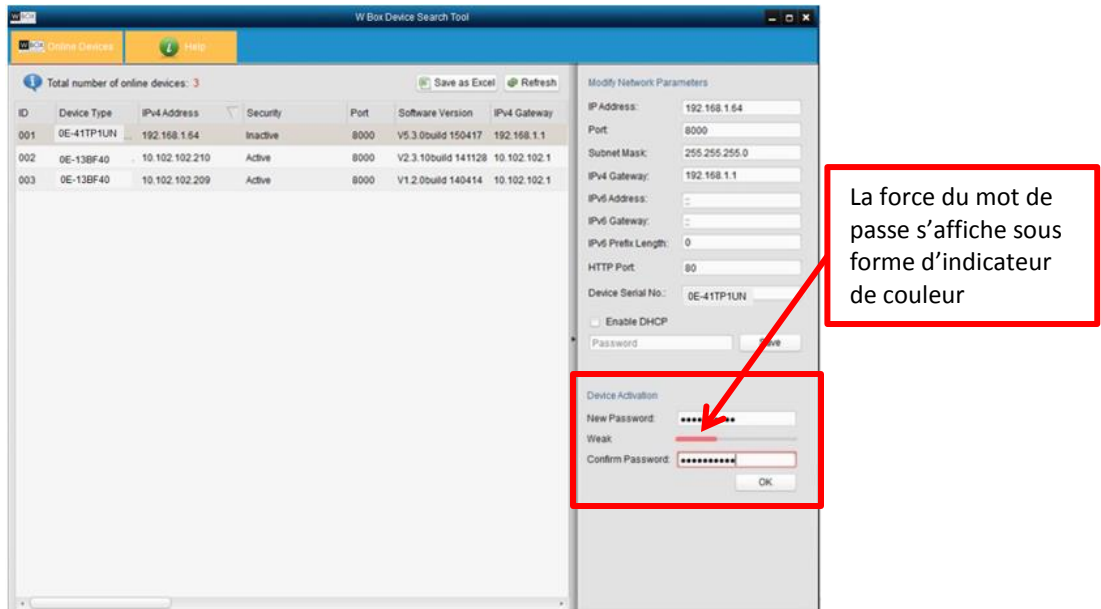 W BOX
W Box Device Search Tool
W BOX Online Devices
Help
Total number of online devices: 3
Save as Excel
Refresh
ID Device Type IPv4 Address Security Port Software Version IPv4 Gateway
001 0E-41TP1UN ... 192.168.1.64 Inactive 8000 V5.3.0build 150417 192.168.1.1
002 0E-13BF40 10.102.102.210 Active 8000 V2.3.10build 141128 10.102.102.1
003 0E-13BF40 10.102.102.209 Active 8000 V1.2.0build 140414 10.102.102.1
Modify Network Parameters
IP Address: 192.168.1.64
Port: 8000
Subnet Mask: 255.255.255.0
IPv4 Gateway: 192.168.1.1
IPv6 Address: ::
IPv6 Gateway: ::
IPv6 Prefix Length: 0
HTTP Port: 80
Device Serial No.: 0E-41TP1UN
Enable DHCP
Password
Save
Device Activation
New Password: ••••••••••
Weak
Confirm Password: ••••••••••
OK
La force du mot de
passe s’affiche sous
forme d’indicateur
de couleur